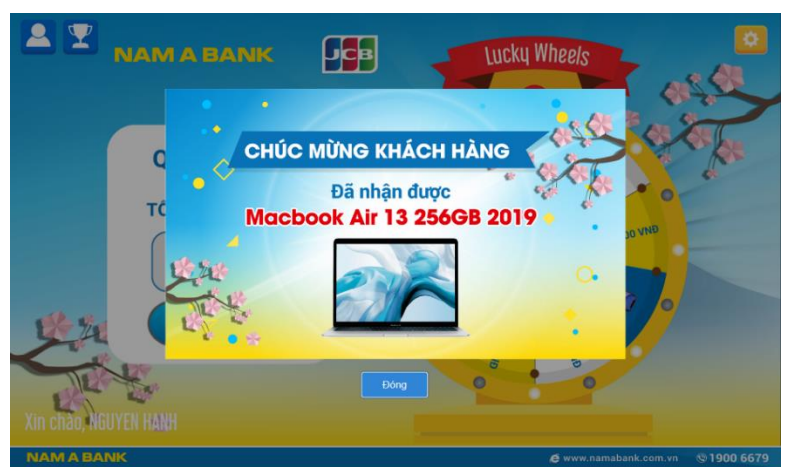 NAM A BANK
JCB
Lucky Wheels
CHÚC MỪNG KHÁCH HÀNG
Đã nhận được
Macbook Air 13 256GB 2019
Đóng
Xin chào, NGUYEN HANH
NAM A BANK
www.namabank.com.vn
1900 6679